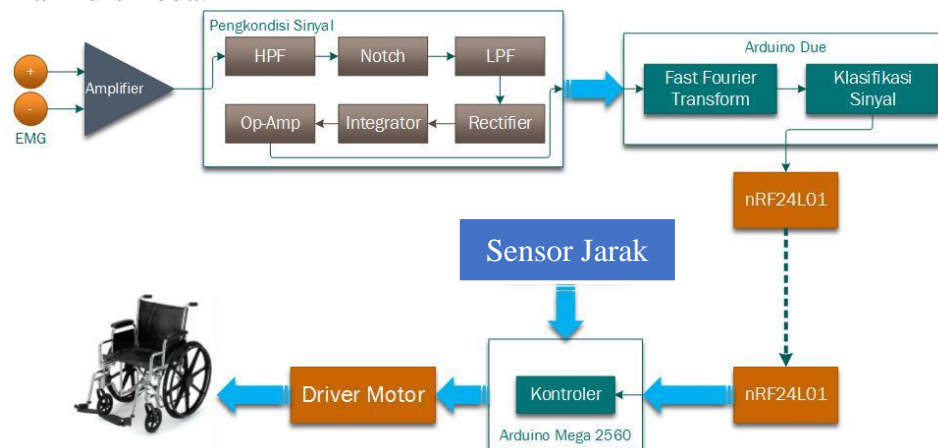 Pengkondisi Sinyal
HPF
Notch
LPF
Arduino Due
Fast Fourier
Transform
Klasifikasi
Sinyal
+
-
EMG
Amplifier
Op-Amp
Integrator
Rectifier
nRF24L01
Sensor Jarak
Driver Motor
Kontroler
nRF24L01
Arduino Mega 2560